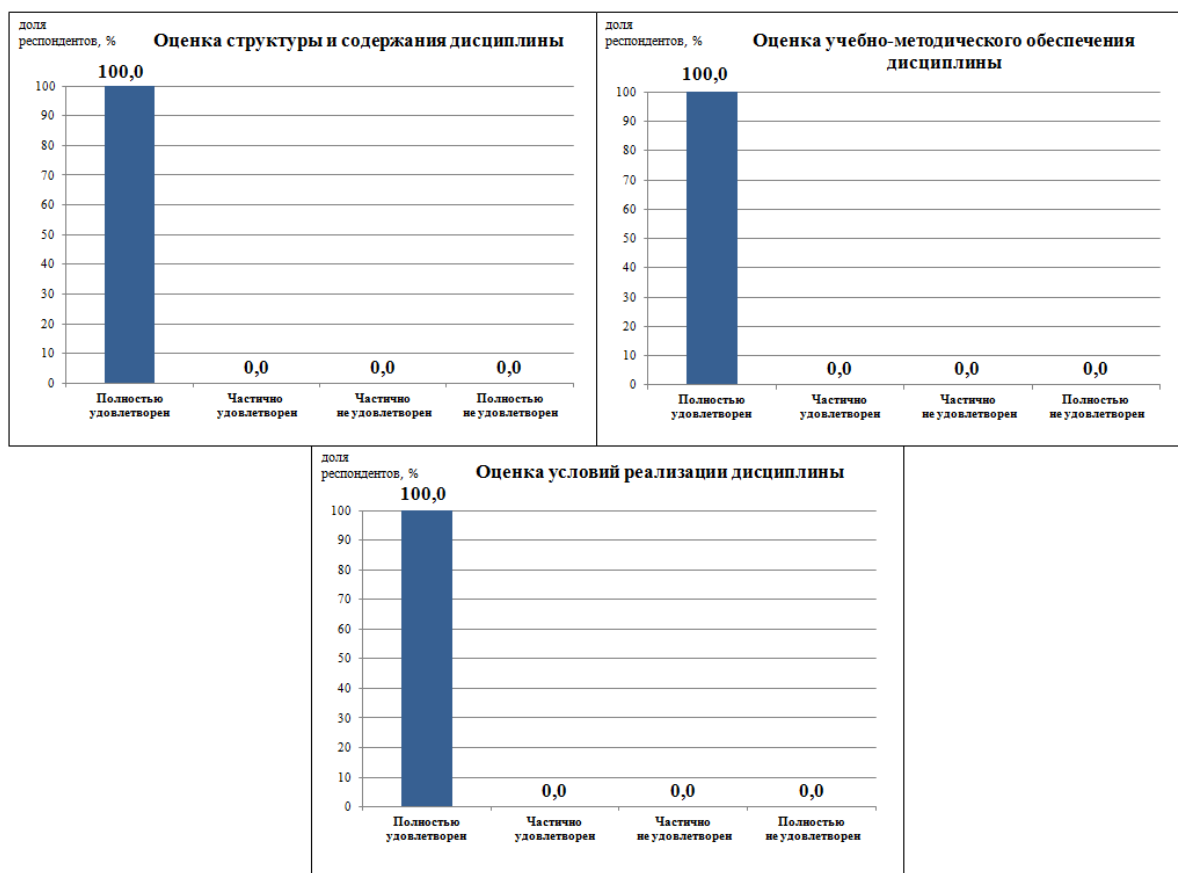 доля
респондентов, %
Оценка структуры и содержания дисциплины
100,0
100
90
80
70
60
50
40
30
20
10
0
0,0
0,0
0,0
Полностью
удовлетворен
Частично
удовлетворен
Частично
не удовлетворен
Полностью
не удовлетворен
доля
респондентов, %
Оценка учебно-методического обеспечения
дисциплины
100,0
100
90
80
70
60
50
40
30
20
10
0
0,0
0,0
0,0
Полностью
удовлетворен
Частично
удовлетворен
Частично
не удовлетворен
Полностью
не удовлетворен
доля
респондентов, %
Оценка условий реализации дисциплины
100,0
100
90
80
70
60
50
40
30
20
10
0
0,0
0,0
0,0
Полностью
удовлетворен
Частично
удовлетворен
Частично
не удовлетворен
Полностью
не удовлетворен